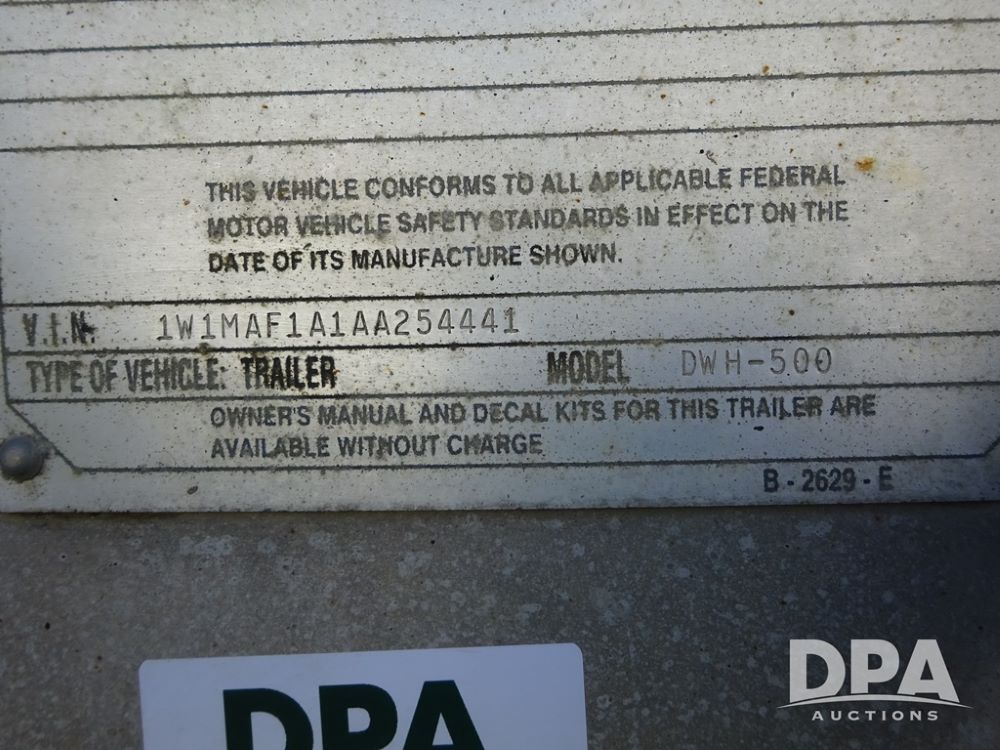 THIS VEHICLE CONFORMS TO ALL APPLICABLE FEDERAL
MOTOR VEHICLE SAFETY STANDARDS IN EFFECT ON THE
DATE OF ITS MANUFACTURE SHOWN.
V.I.N. 1W1MAF1A1AA254441
TYPE OF VEHICLE: TRAILER MODEL DWH-500
OWNER'S MANUAL AND DECAL KITS FOR THIS TRAILER ARE
AVAILABLE WITHOUT CHARGE
B - 2629 - E
DPA
DPA
AUCTIONS